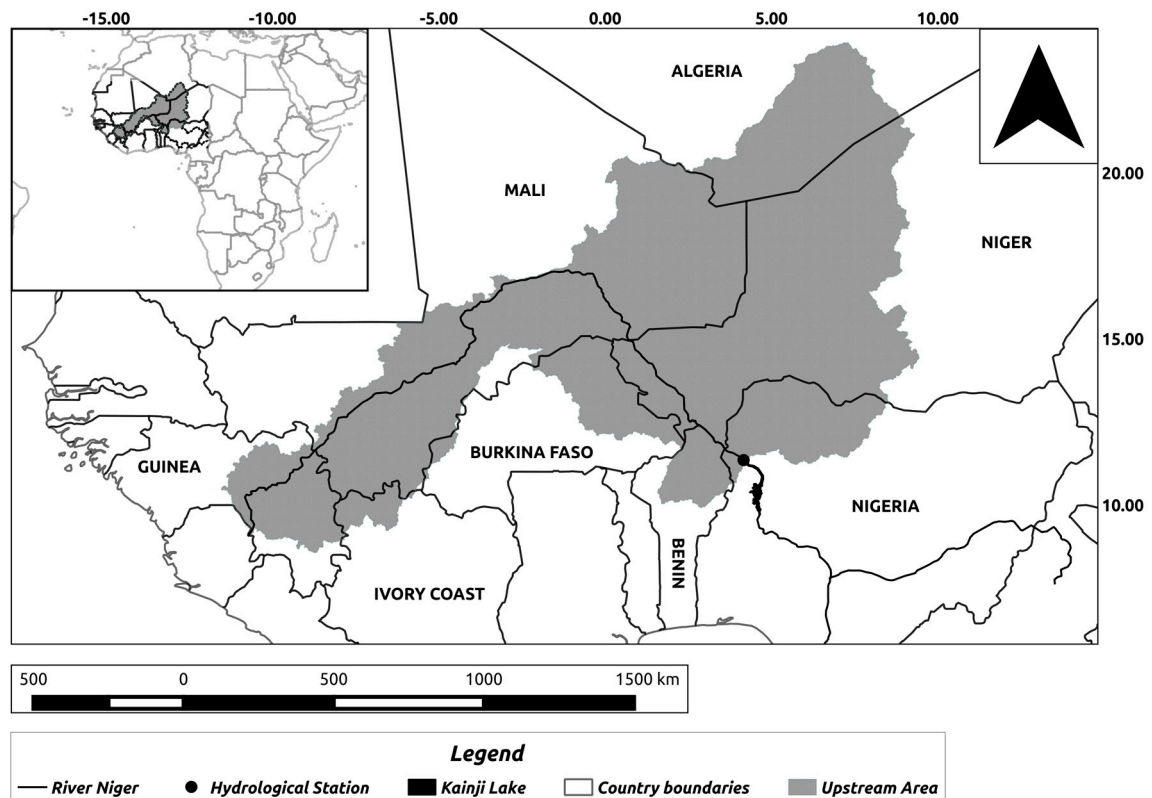 -15.00 -10.00 -5.00 0.00 5.00 10.00
ALGERIA
20.00
MALI
NIGER
15.00
BURKINA FASO
GUINEA
10.00
NIGERIA
BENIN
IVORY COAST
500 0 500 1000 1500 km
Legend
River Niger Hydrological Station Kainji Lake Country boundaries Upstream Area